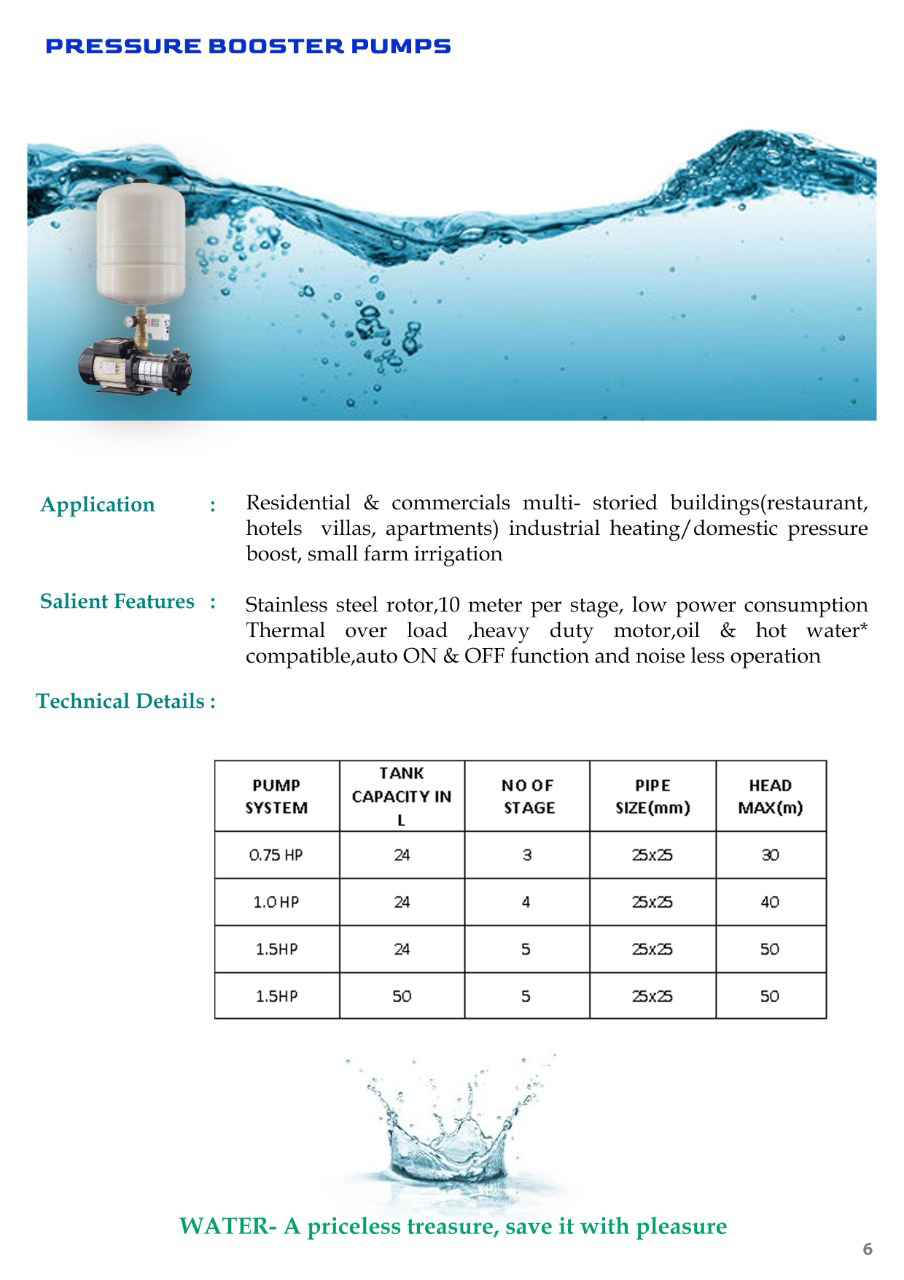 PRESSURE BOOSTER PUMPS
Application : Residential & commercials multi- storied buildings(restaurant,
hotels villas, apartments) industrial heating/domestic pressure
boost, small farm irrigation
Salient Features : Stainless steel rotor,10 meter per stage, low power consumption
Thermal over load ,heavy duty motor,oil & hot water*
compatible,auto ON & OFF function and noise less operation
Technical Details :
PUMP SYSTEM TANK CAPACITY IN L NO OF STAGE PIPE SIZE(mm) HEAD MAX(m)
0.75 HP 24 3 25x25 30
1.0 HP 24 4 25x25 40
1.5HP 24 5 25x25 50
1.5HP 50 5 25x25 50
WATER- A priceless treasure, save it with pleasure
6